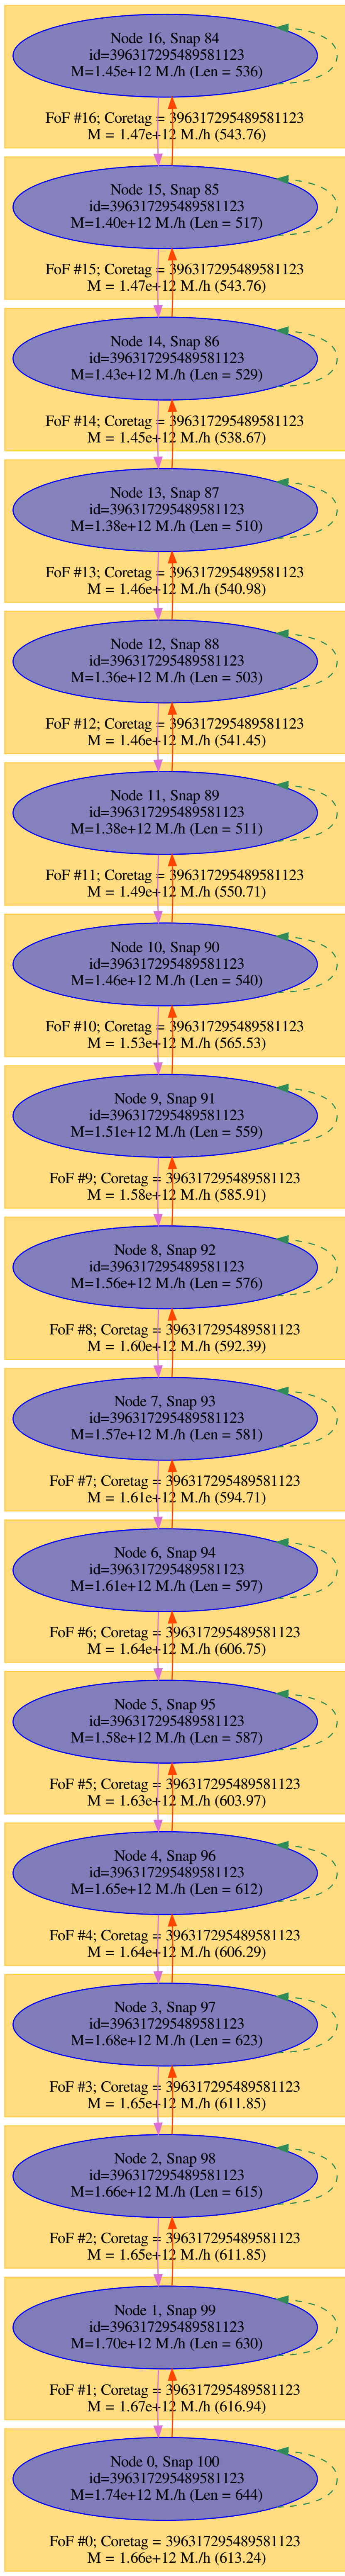 Node 16, Snap 84
id=396317295489581123
M=1.45e+12 M./h (Len = 536)
FoF #16; Coretag = 396317295489581123
M = 1.47e+12 M./h (543.76)
Node 15, Snap 85
id=396317295489581123
M=1.40e+12 M./h (Len = 517)
FoF #15; Coretag = 396317295489581123
M = 1.47e+12 M./h (543.76)
Node 14, Snap 86
id=396317295489581123
M=1.43e+12 M./h (Len = 529)
FoF #14; Coretag = 396317295489581123
M = 1.45e+12 M./h (538.67)
Node 13, Snap 87
id=396317295489581123
M=1.38e+12 M./h (Len = 510)
FoF #13; Coretag = 396317295489581123
M = 1.46e+12 M./h (540.98)
Node 12, Snap 88
id=396317295489581123
M=1.36e+12 M./h (Len = 503)
FoF #12; Coretag = 396317295489581123
M = 1.46e+12 M./h (541.45)
Node 11, Snap 89
id=396317295489581123
M=1.38e+12 M./h (Len = 511)
FoF #11; Coretag = 396317295489581123
M = 1.49e+12 M./h (550.71)
Node 10, Snap 90
id=396317295489581123
M=1.46e+12 M./h (Len = 540)
FoF #10; Coretag = 396317295489581123
M = 1.53e+12 M./h (565.53)
Node 9, Snap 91
id=396317295489581123
M=1.51e+12 M./h (Len = 559)
FoF #9; Coretag = 396317295489581123
M = 1.58e+12 M./h (585.91)
Node 8, Snap 92
id=396317295489581123
M=1.56e+12 M./h (Len = 576)
FoF #8; Coretag = 396317295489581123
M = 1.60e+12 M./h (592.39)
Node 7, Snap 93
id=396317295489581123
M=1.57e+12 M./h (Len = 581)
FoF #7; Coretag = 396317295489581123
M = 1.61e+12 M./h (594.71)
Node 6, Snap 94
id=396317295489581123
M=1.61e+12 M./h (Len = 597)
FoF #6; Coretag = 396317295489581123
M = 1.64e+12 M./h (606.75)
Node 5, Snap 95
id=396317295489581123
M=1.58e+12 M./h (Len = 587)
FoF #5; Coretag = 396317295489581123
M = 1.63e+12 M./h (603.97)
Node 4, Snap 96
id=396317295489581123
M=1.65e+12 M./h (Len = 612)
FoF #4; Coretag = 396317295489581123
M = 1.64e+12 M./h (606.29)
Node 3, Snap 97
id=396317295489581123
M=1.68e+12 M./h (Len = 623)
FoF #3; Coretag = 396317295489581123
M = 1.65e+12 M./h (611.85)
Node 2, Snap 98
id=396317295489581123
M=1.66e+12 M./h (Len = 615)
FoF #2; Coretag = 396317295489581123
M = 1.65e+12 M./h (611.85)
Node 1, Snap 99
id=396317295489581123
M=1.70e+12 M./h (Len = 630)
FoF #1; Coretag = 396317295489581123
M = 1.67e+12 M./h (616.94)
Node 0, Snap 100
id=396317295489581123
M=1.74e+12 M./h (Len = 644)
FoF #0; Coretag = 396317295489581123
M = 1.66e+12 M./h (613.24)